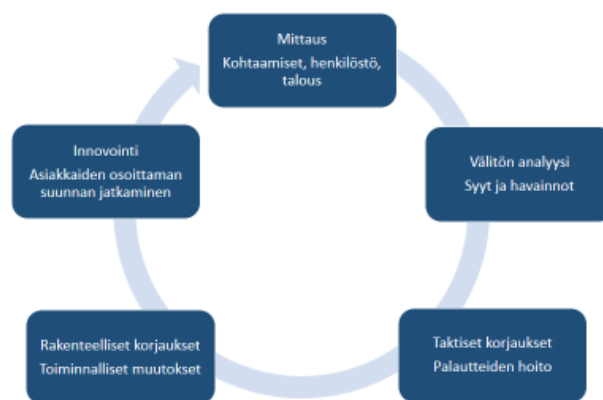 Mittaus
Kohtaamiset, henkilöstö,
talous
Välitön analyysi
Syyt ja havainnot
Taktiset korjaukset
Palautteiden hoito
Rakenteelliset korjaukset
Toiminnalliset muutokset
Innovointi
Asiakkaiden osoittaman
suunnan jatkaminen